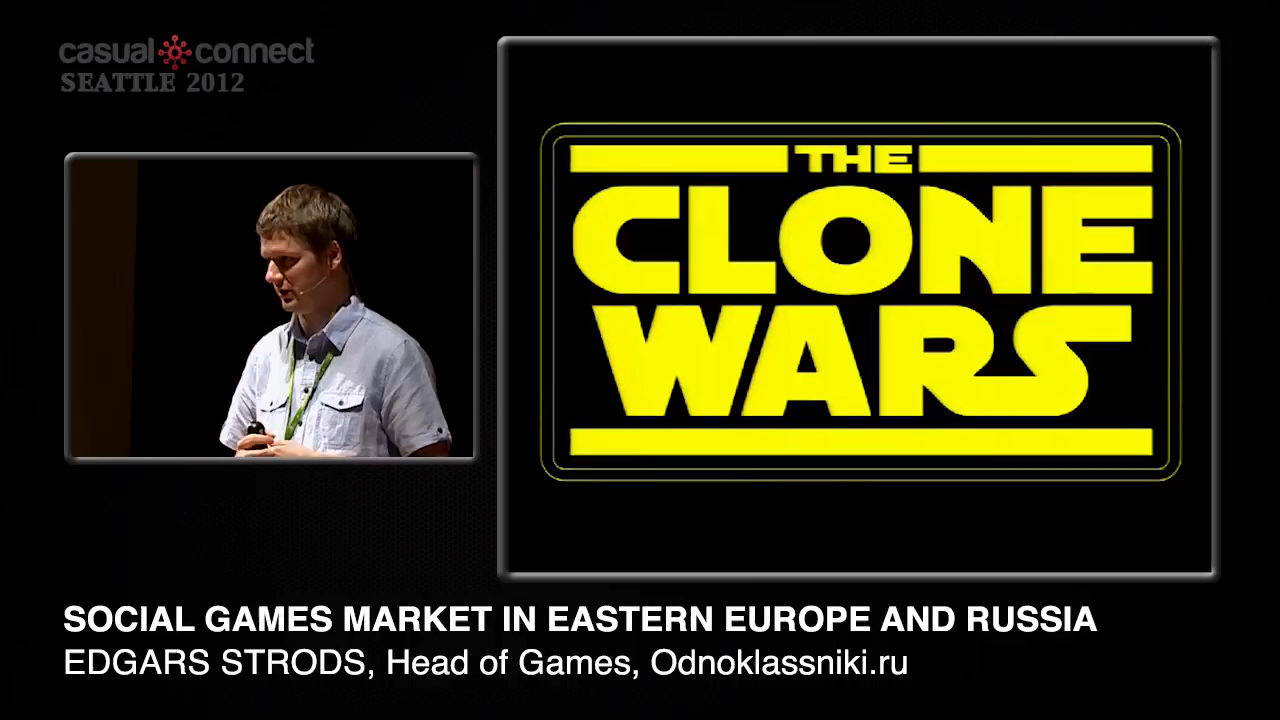 casual connect
SEATTLE 2012
THE
CLONE
WARS
SOCIAL GAMES MARKET IN EASTERN EUROPE AND RUSSIA
EDGARS STRODS, Head of Games, Odnoklassniki.ru